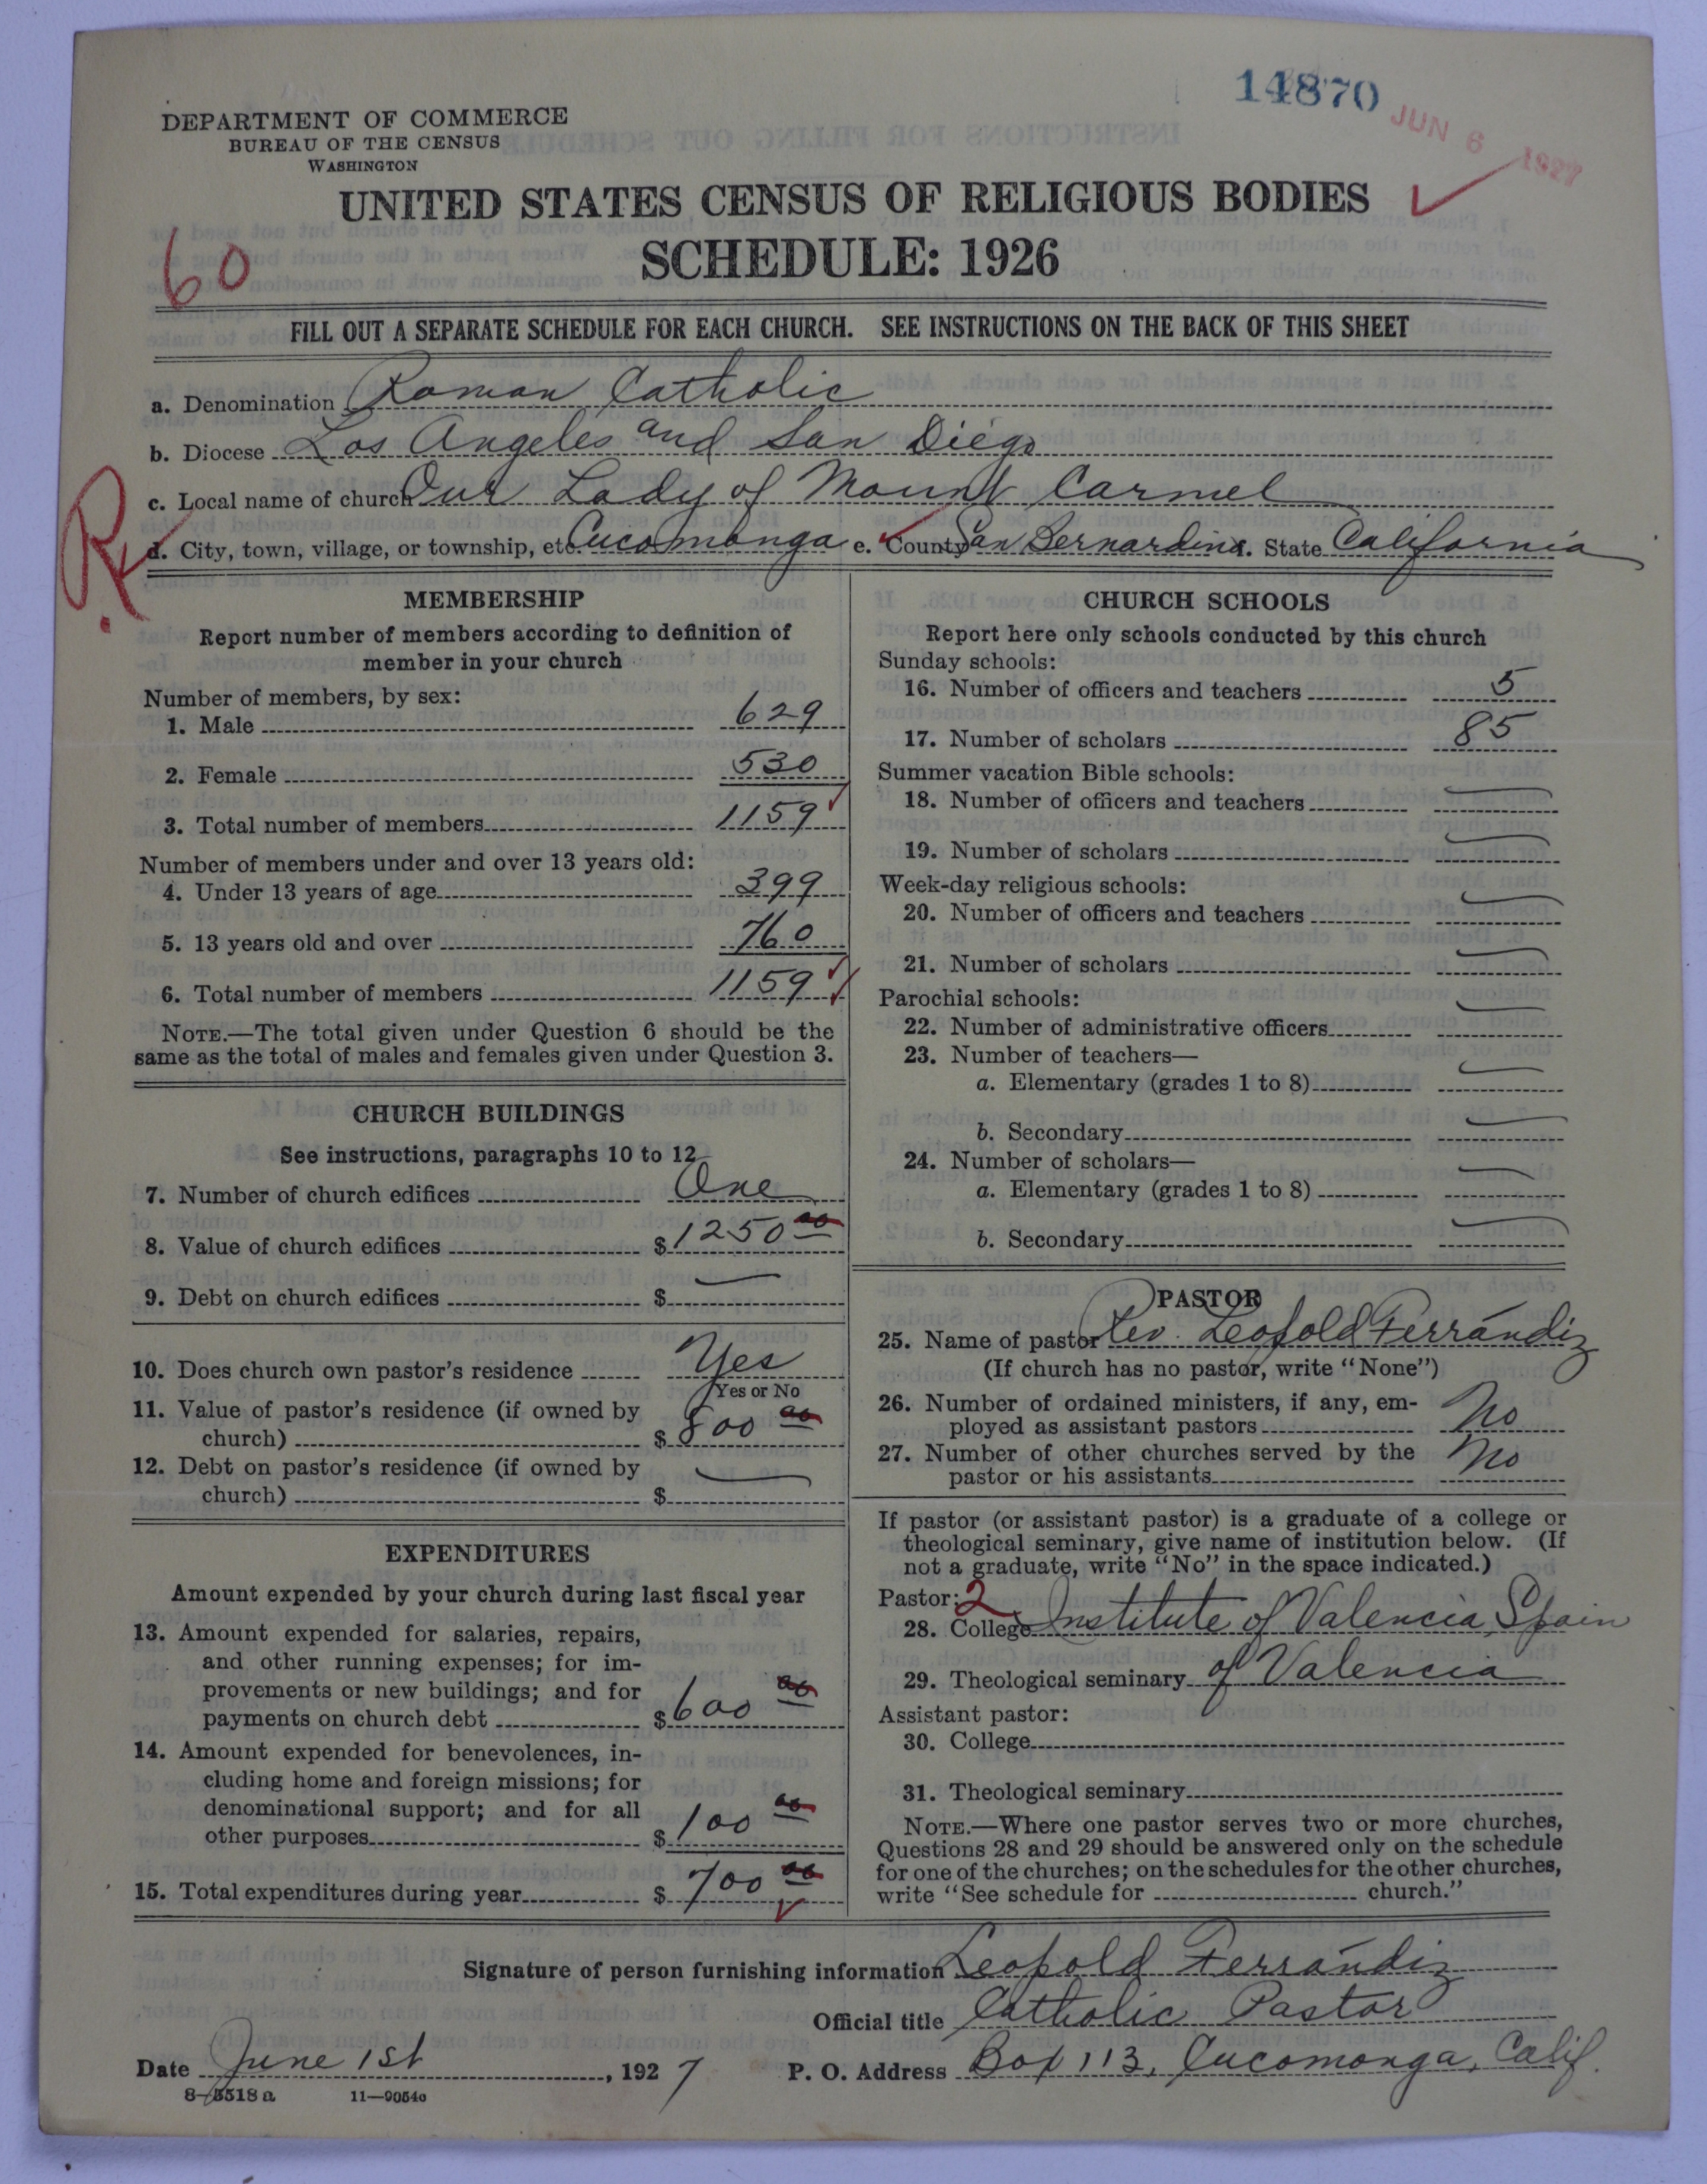 14870
JUN 6 1927
DEPARTMENT OF COMMERCE
BUREAU OF THE CENSUS
WASHINGTON
UNITED STATES CENSUS OF RELIGIOUS BODIES
SCHEDULE: 1926
60
FILL OUT A SEPARATE SCHEDULE FOR EACH CHURCH. SEE INSTRUCTIONS ON THE BACK OF THIS SHEET
a. Denomination Roman Catholic
b. Diocese Los Angeles and San Diego
c. Local name of church Our Lady of Mount Carmel
d. City, town, village, or township, etc. Cucamonga e. County San Bernardino. State California
MEMBERSHIP
Report number of members according to definition of
member in your church
Number of members, by sex:
1. Male 629
2. Female 530
3. Total number of members 1159
Number of members under and over 13 years old:
4. Under 13 years of age 399
5. 13 years old and over 760
6. Total number of members 1159
NOTE.—The total given under Question 6 should be the
same as the total of males and females given under Question 3.
CHURCH BUILDINGS
See instructions, paragraphs 10 to 12
7. Number of church edifices One
8. Value of church edifices $1250 00
9. Debt on church edifices $ —
10. Does church own pastor's residence Yes
Yes or No
11. Value of pastor's residence (if owned by
church) $ 800 00
12. Debt on pastor's residence (if owned by
church) $ —
EXPENDITURES
Amount expended by your church during last fiscal year
13. Amount expended for salaries, repairs,
and other running expenses; for im-
provements or new buildings; and for
payments on church debt $600 00
14. Amount expended for benevolences, in-
cluding home and foreign missions; for
denominational support; and for all
other purposes $ 100 00
15. Total expenditures during year $ 700 00
CHURCH SCHOOLS
Report here only schools conducted by this church
Sunday schools:
16. Number of officers and teachers 5
17. Number of scholars 85
Summer vacation Bible schools:
18. Number of officers and teachers —
19. Number of scholars —
Week-day religious schools:
20. Number of officers and teachers —
21. Number of scholars —
Parochial schools:
22. Number of administrative officers —
23. Number of teachers—
a. Elementary (grades 1 to 8) —
b. Secondary —
24. Number of scholars—
a. Elementary (grades 1 to 8) —
b. Secondary —
PASTOR
25. Name of pastor Rev. Leopold Ferrándiz
(If church has no pastor, write "None")
26. Number of ordained ministers, if any, em-
ployed as assistant pastors No
27. Number of other churches served by the
pastor or his assistants No
If pastor (or assistant pastor) is a graduate of a college or
theological seminary, give name of institution below. (If
not a graduate, write "No" in the space indicated.)
Pastor: 2
28. College Institute of Valencia, Spain
29. Theological seminary of Valencia
Assistant pastor:
30. College
31. Theological seminary
NOTE.—Where one pastor serves two or more churches,
Questions 28 and 29 should be answered only on the schedule
for one of the churches; on the schedules for the other churches,
write "See schedule for church."
Signature of person furnishing information Leopold Ferrándiz
Official title Catholic Pastor
Date June 1st, 1927 P. O. Address Box 113, Cucamonga, Calif.
8—5518 a 11—9054a